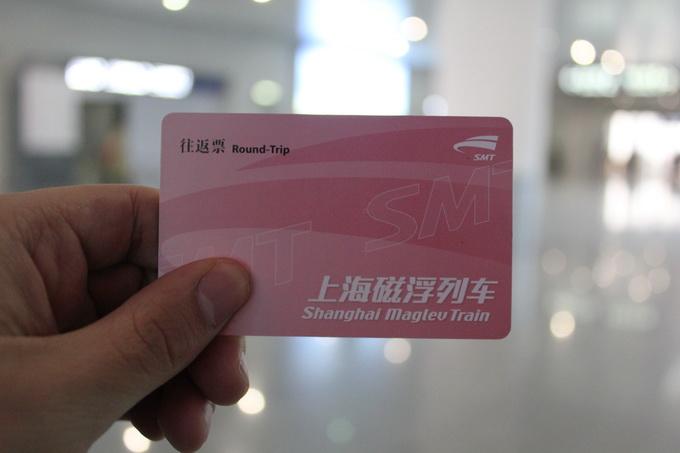 往返票 Round-Trip
SMT
SMT
SMT
上海磁浮列车
Shanghai Maglev Train